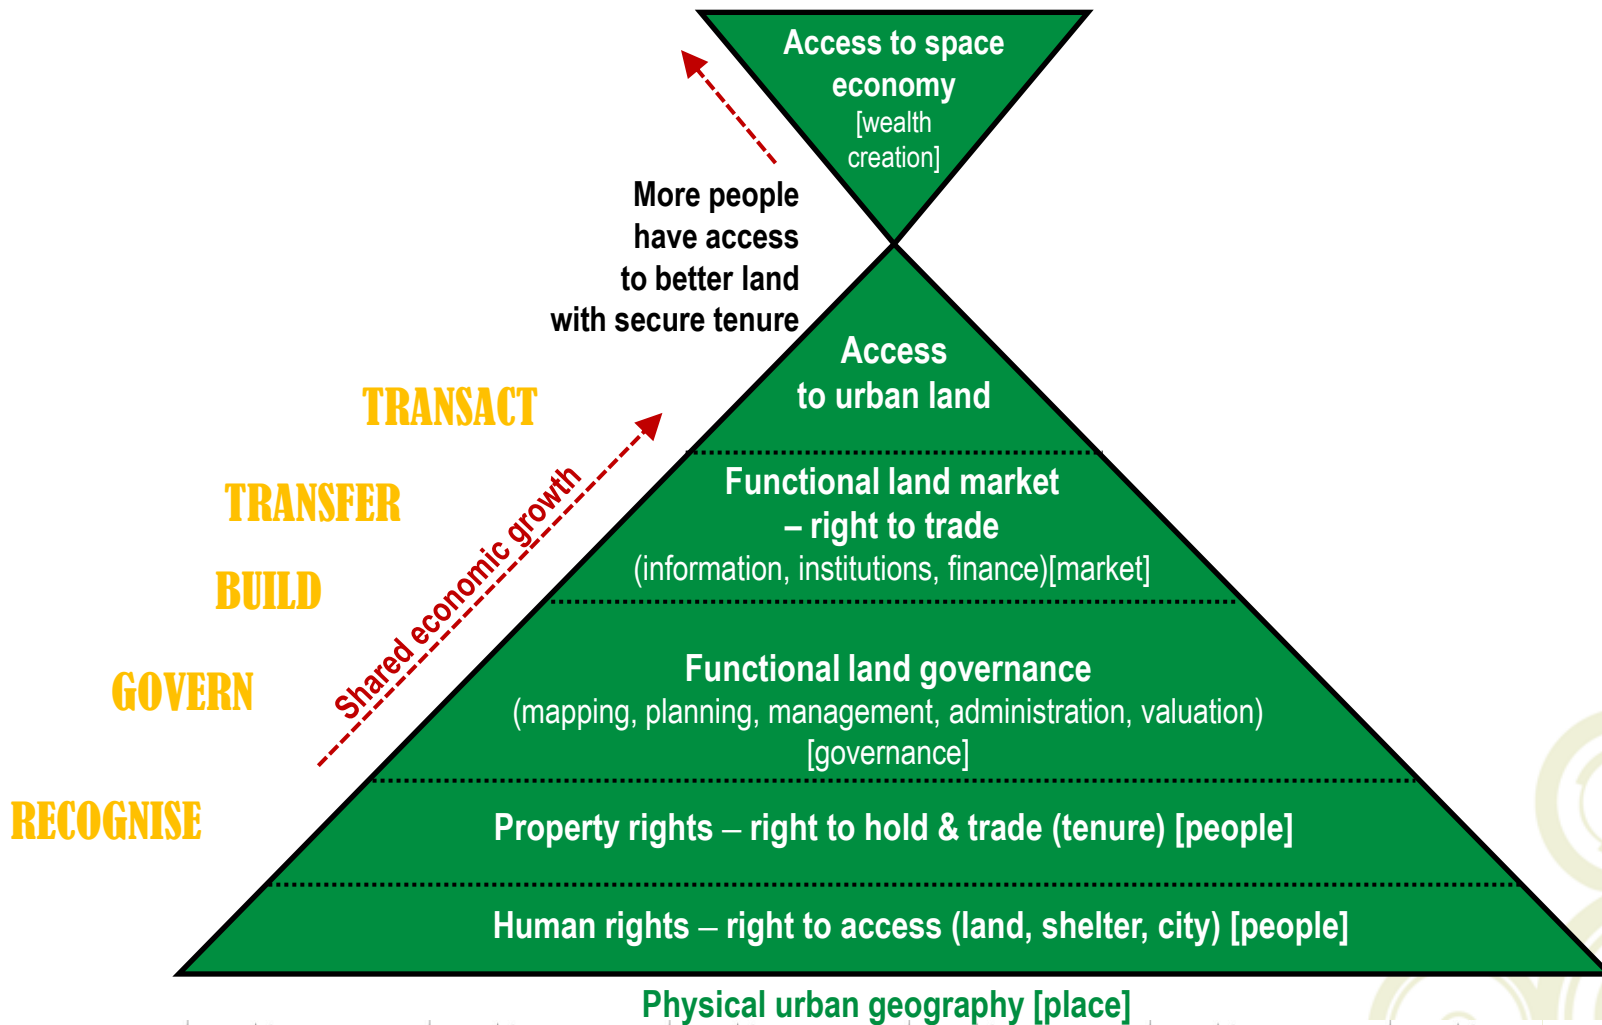 Access to space
economy
[wealth
creation]
More people
have access
to better land
with secure tenure
Access
to urban land
TRANSACT
Functional land market
– right to trade
(information, institutions, finance)[market]
TRANSFER
BUILD
Shared economic growth
GOVERN
Functional land governance
(mapping, planning, management, administration, valuation)
[governance]
RECOGNISE
Property rights – right to hold & trade (tenure) [people]
Human rights – right to access (land, shelter, city) [people]
Physical urban geography [place]